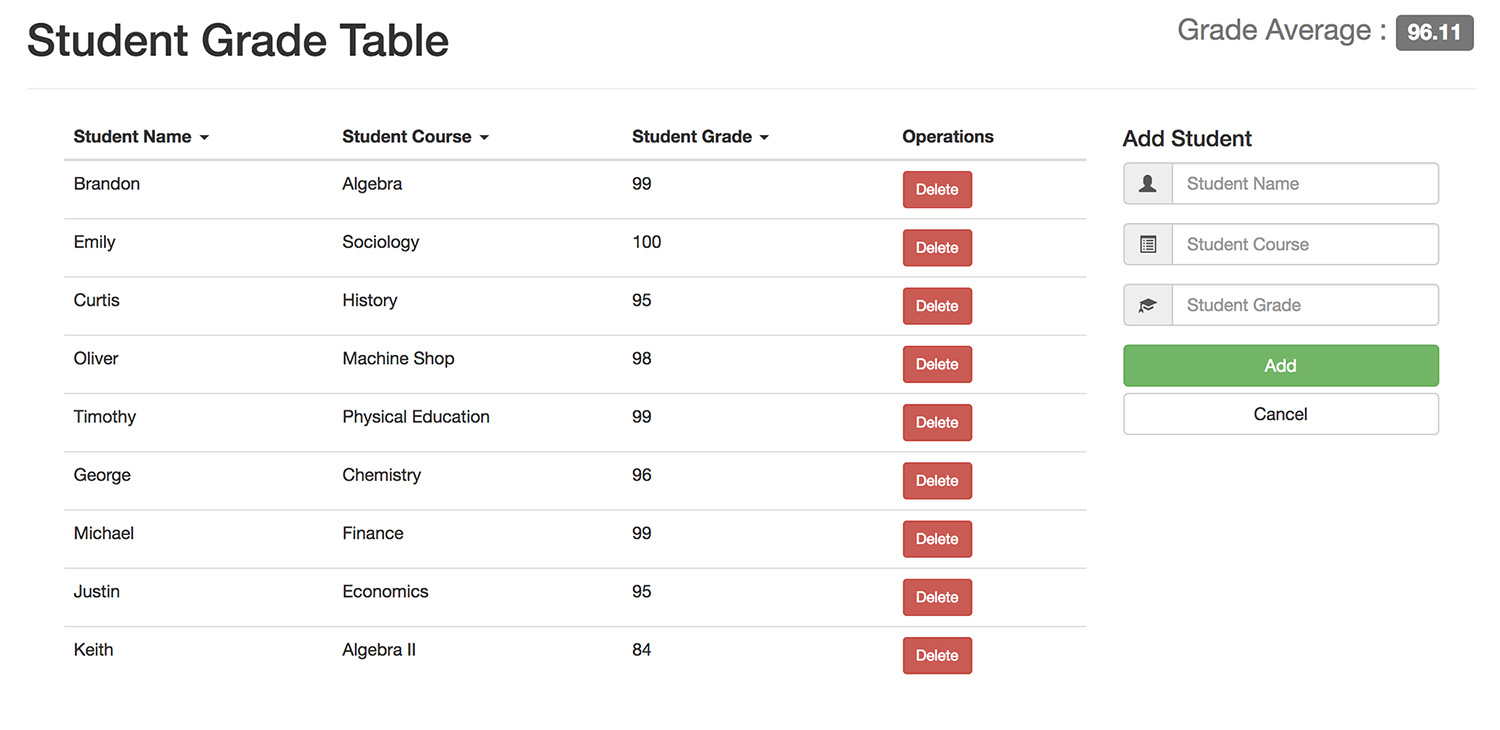 Student Grade Table
Grade Average : 96.11
Student Name Student Course Student Grade Operations
Brandon Algebra 99 Delete
Emily Sociology 100 Delete
Curtis History 95 Delete
Oliver Machine Shop 98 Delete
Timothy Physical Education 99 Delete
George Chemistry 96 Delete
Michael Finance 99 Delete
Justin Economics 95 Delete
Keith Algebra II 84 Delete
Add Student
Student Name
Student Course
Student Grade
Add
Cancel